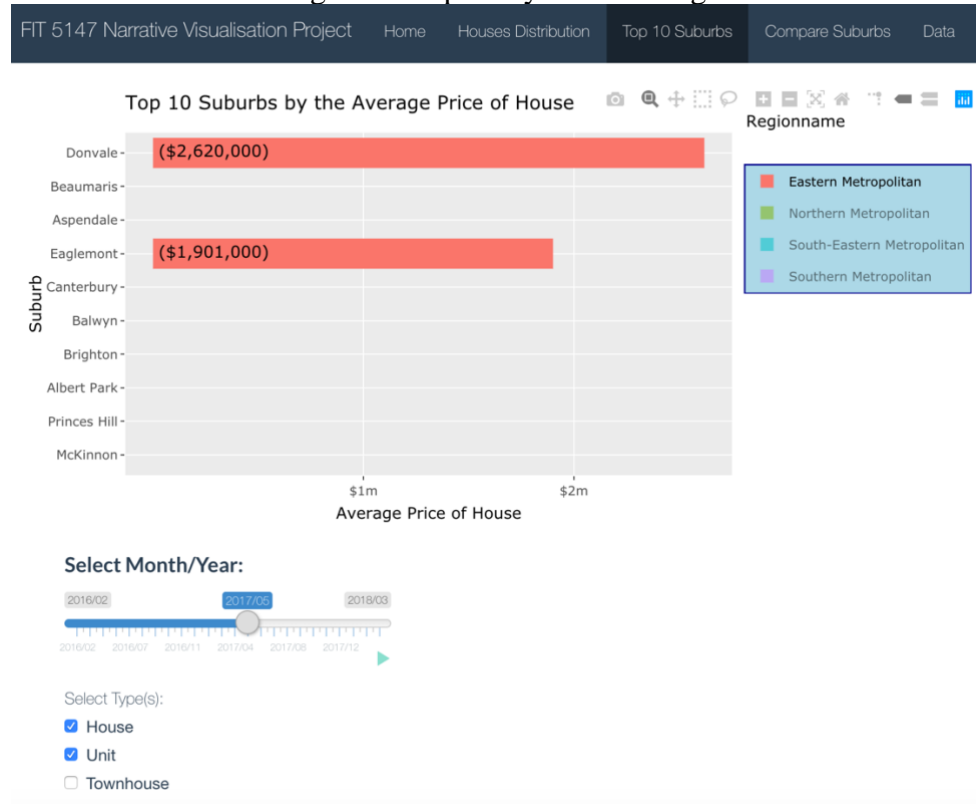 FIT 5147 Narrative Visualisation Project Home Houses Distribution Top 10 Suburbs Compare Suburbs Data
Top 10 Suburbs by the Average Price of House
Regionname
Eastern Metropolitan
Northern Metropolitan
South-Eastern Metropolitan
Southern Metropolitan
Suburb
Donvale
($2,620,000)
Beaumaris
Aspendale
Eaglemont
($1,901,000)
Canterbury
Balwyn
Brighton
Albert Park
Princes Hill
McKinnon
$1m $2m
Average Price of House
Select Month/Year:
2016/02 2017/05 2018/03
2016/02 2016/07 2016/11 2017/04 2017/08 2017/12
Select Type(s):
House
Unit
Townhouse